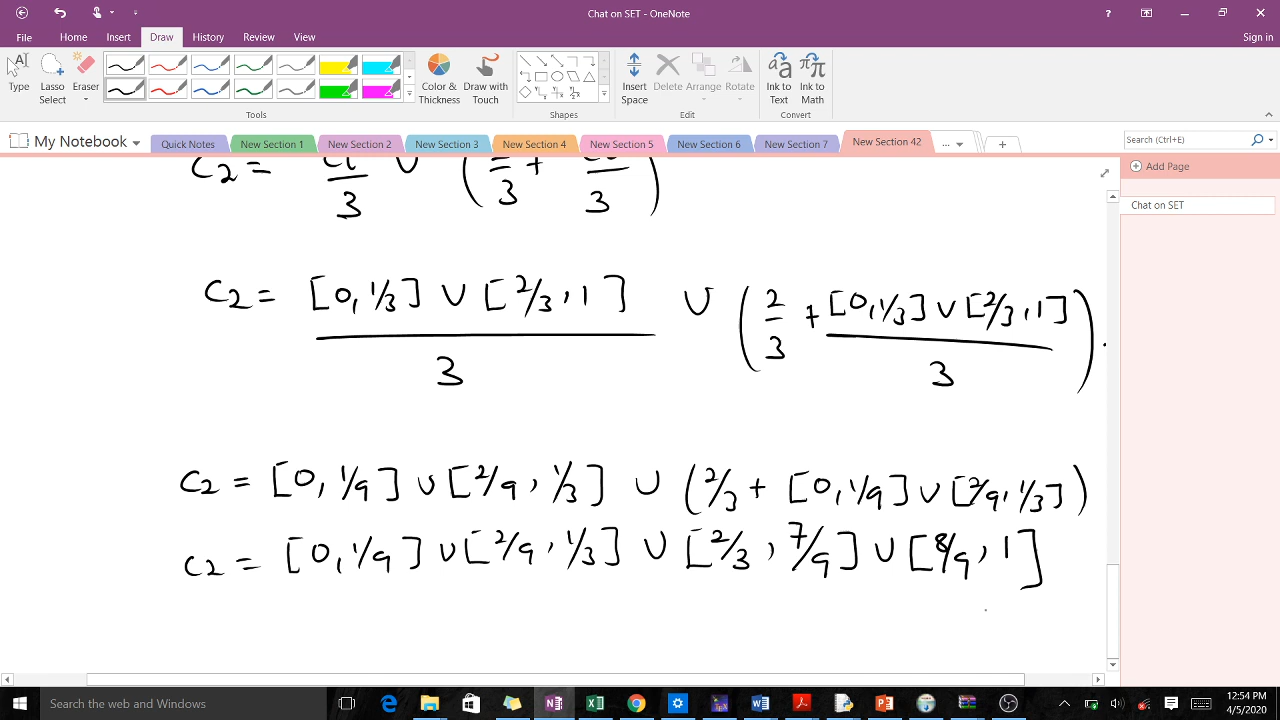 Chat on SET - OneNote
File Home Insert Draw History Review View Sign in
Type Lasso Select Eraser Color & Thickness Draw with Touch Insert Space Delete Arrange Rotate Ink to Text Ink to Math
Tools Shapes Edit Convert
My Notebook Quick Notes New Section 1 New Section 2 New Section 3 New Section 4 New Section 5 New Section 6 New Section 7 New Section 42 ... Search (Ctrl+E)
Add Page
Chat on SET
C2 = /3 ∪ (2/3 + /3)
C2 = [0, 1/3] ∪ [2/3, 1] / 3 ∪ (2/3 + [0, 1/3] ∪ [2/3, 1] / 3).
C2 = [0, 1/9] ∪ [2/9, 1/3] ∪ (2/3 + [0, 1/9] ∪ [2/9, 1/3])
C2 = [0, 1/9] ∪ [2/9, 1/3] ∪ [2/3, 7/9] ∪ [8/9, 1]
Search the web and Windows
12:54 PM
4/5/2020